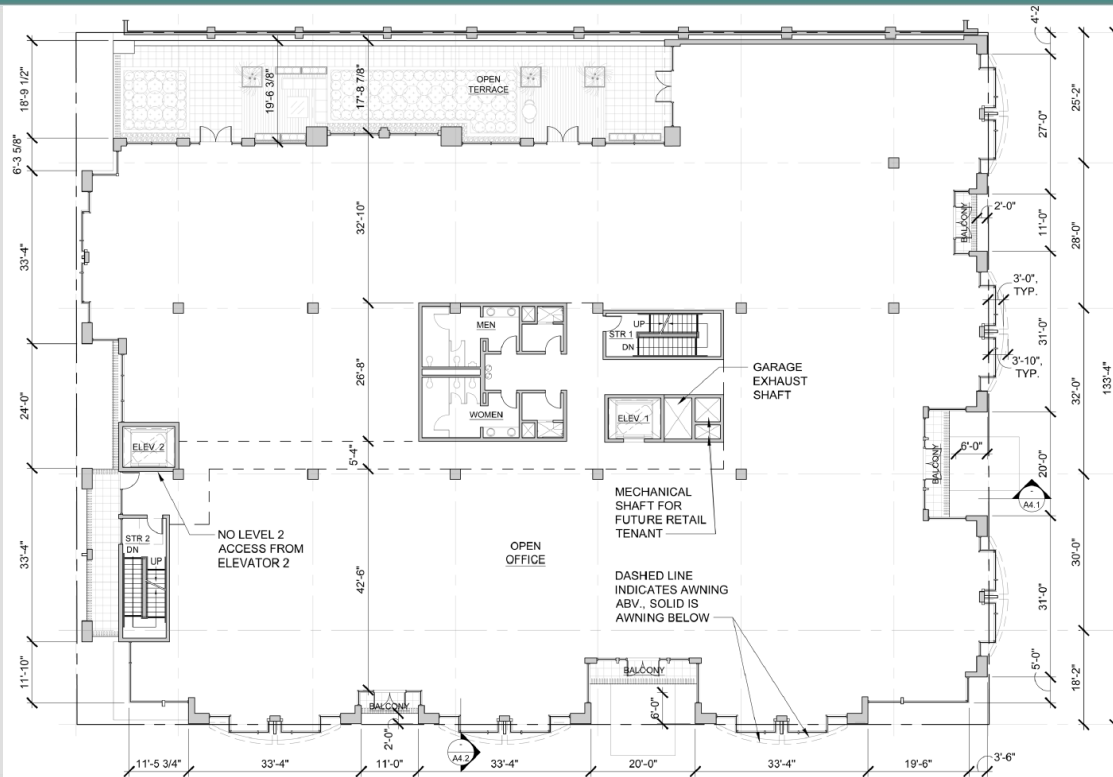 4'-2
18'-9 1/2"
19'-6 3/8"
17'-8 7/8"
OPEN
TERRACE
25'-2"
27'-0"
6'-3 5/8"
33'-4"
32'-10"
BALCONY
2'-0"
11'-0"
28'-0"
3'-0",
TYP.
MEN
UP
STR 1
DN
31'-0"
3'-10",
TYP.
133'-4"
24'-0"
26'-8"
GARAGE
EXHAUST
SHAFT
32'-0"
WOMEN
ELEV. 1
ELEV. 2
5'-4"
BALCONY
6'-0"
20'-0"
A4.1
MECHANICAL
SHAFT FOR
FUTURE RETAIL
TENANT
NO LEVEL 2
ACCESS FROM
ELEVATOR 2
STR 2
DN
UP
33'-4"
OPEN
OFFICE
42'-6"
30'-0"
31'-0"
DASHED LINE
INDICATES AWNING
ABV., SOLID IS
AWNING BELOW
11'-10"
BALCONY
5'-0"
18'-2"
BALCONY
6'-0"
2'-0"
A4.2
11'-5 3/4"
33'-4"
11'-0"
33'-4"
20'-0"
33'-4"
19'-6"
3'-6"